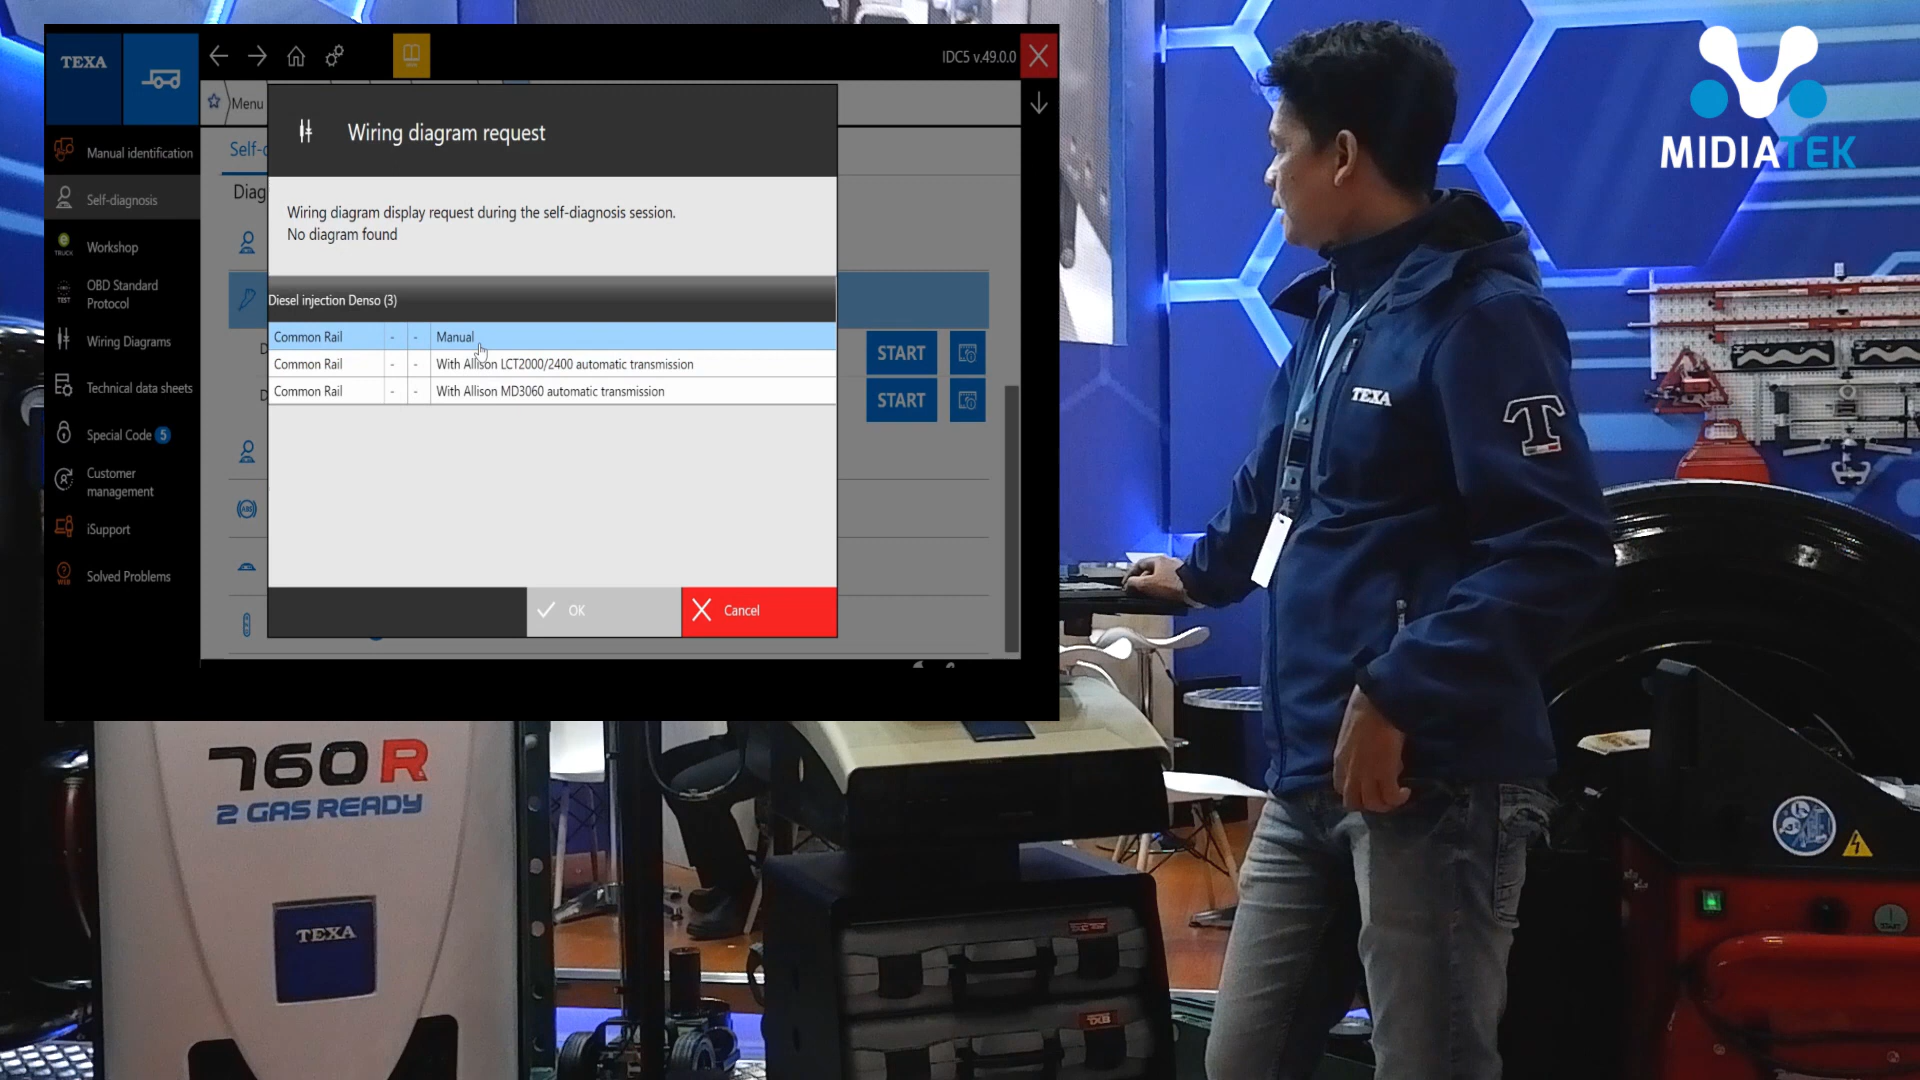 TEXA
IDC5 v.49.0.0
Menu
Manual identification
Self-diagnosis
Workshop
OBD Standard
Protocol
Wiring Diagrams
Technical data sheets
Special Code 5
Customer
management
iSupport
Solved Problems
Self-
Diag
Wiring diagram request
Wiring diagram display request during the self-diagnosis session.
No diagram found
Diesel injection Denso (3)
Common Rail - - Manual
Common Rail - - With Allison LCT2000/2400 automatic transmission
Common Rail - - With Allison MD3060 automatic transmission
START
START
OK
Cancel
MIDIATEK
TEXA
T
760R
2 GAS READY
TEXA